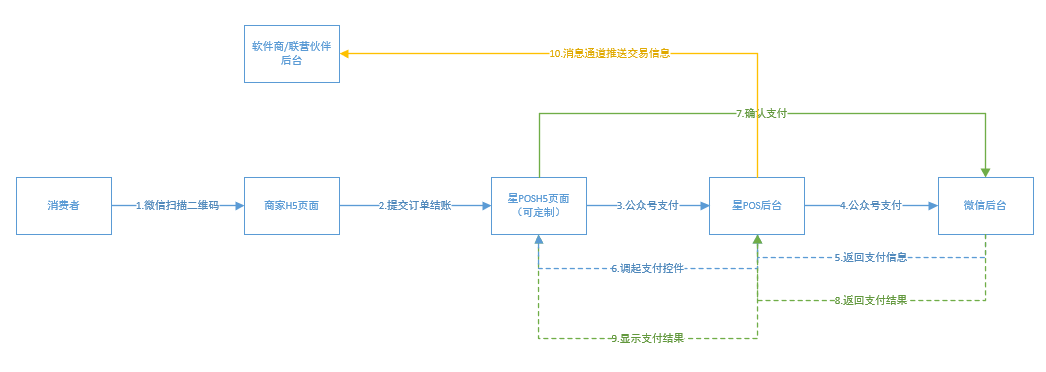 软件商/联营伙伴
后台
10.消息通道推送交易信息
7.确认支付
消费者
1.微信扫描二维码
商家H5页面
2.提交订单结账
星POSH5页面
（可定制）
3.公众号支付
星POS后台
4.公众号支付
微信后台
5.返回支付信息
6.调起支付控件
8.返回支付结果
9.显示支付结果